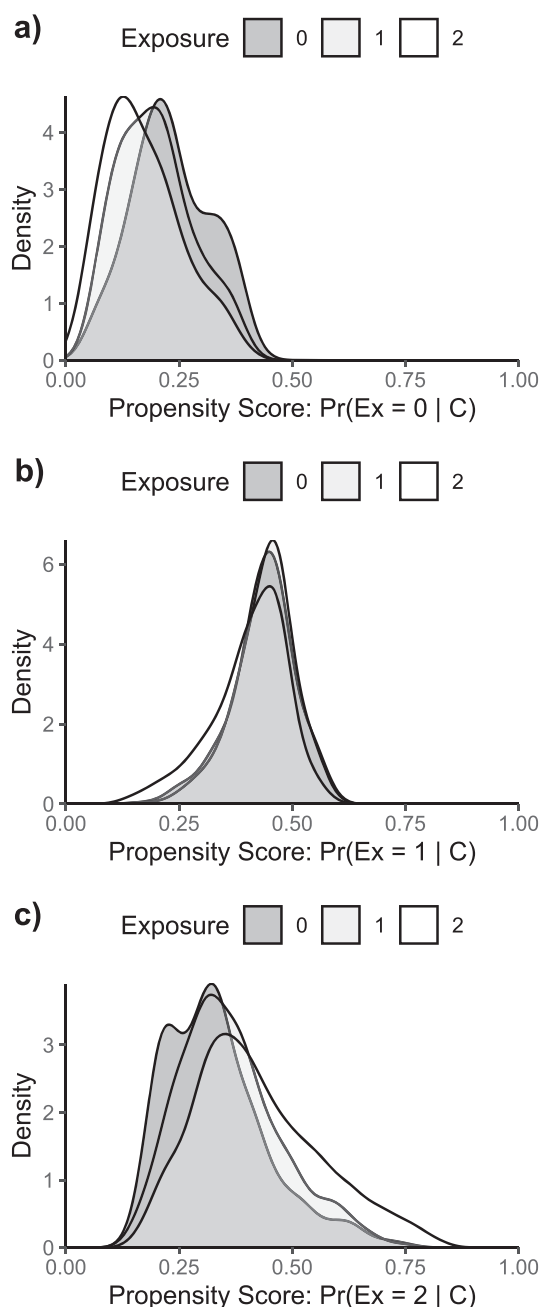 a)
Exposure 0 1 2
Density
4
3
2
1
0
0.00 0.25 0.50 0.75 1.00
Propensity Score: Pr(Ex = 0 | C)
b)
Exposure 0 1 2
Density
6
4
2
0
0.00 0.25 0.50 0.75 1.00
Propensity Score: Pr(Ex = 1 | C)
c)
Exposure 0 1 2
Density
3
2
1
0
0.00 0.25 0.50 0.75 1.00
Propensity Score: Pr(Ex = 2 | C)